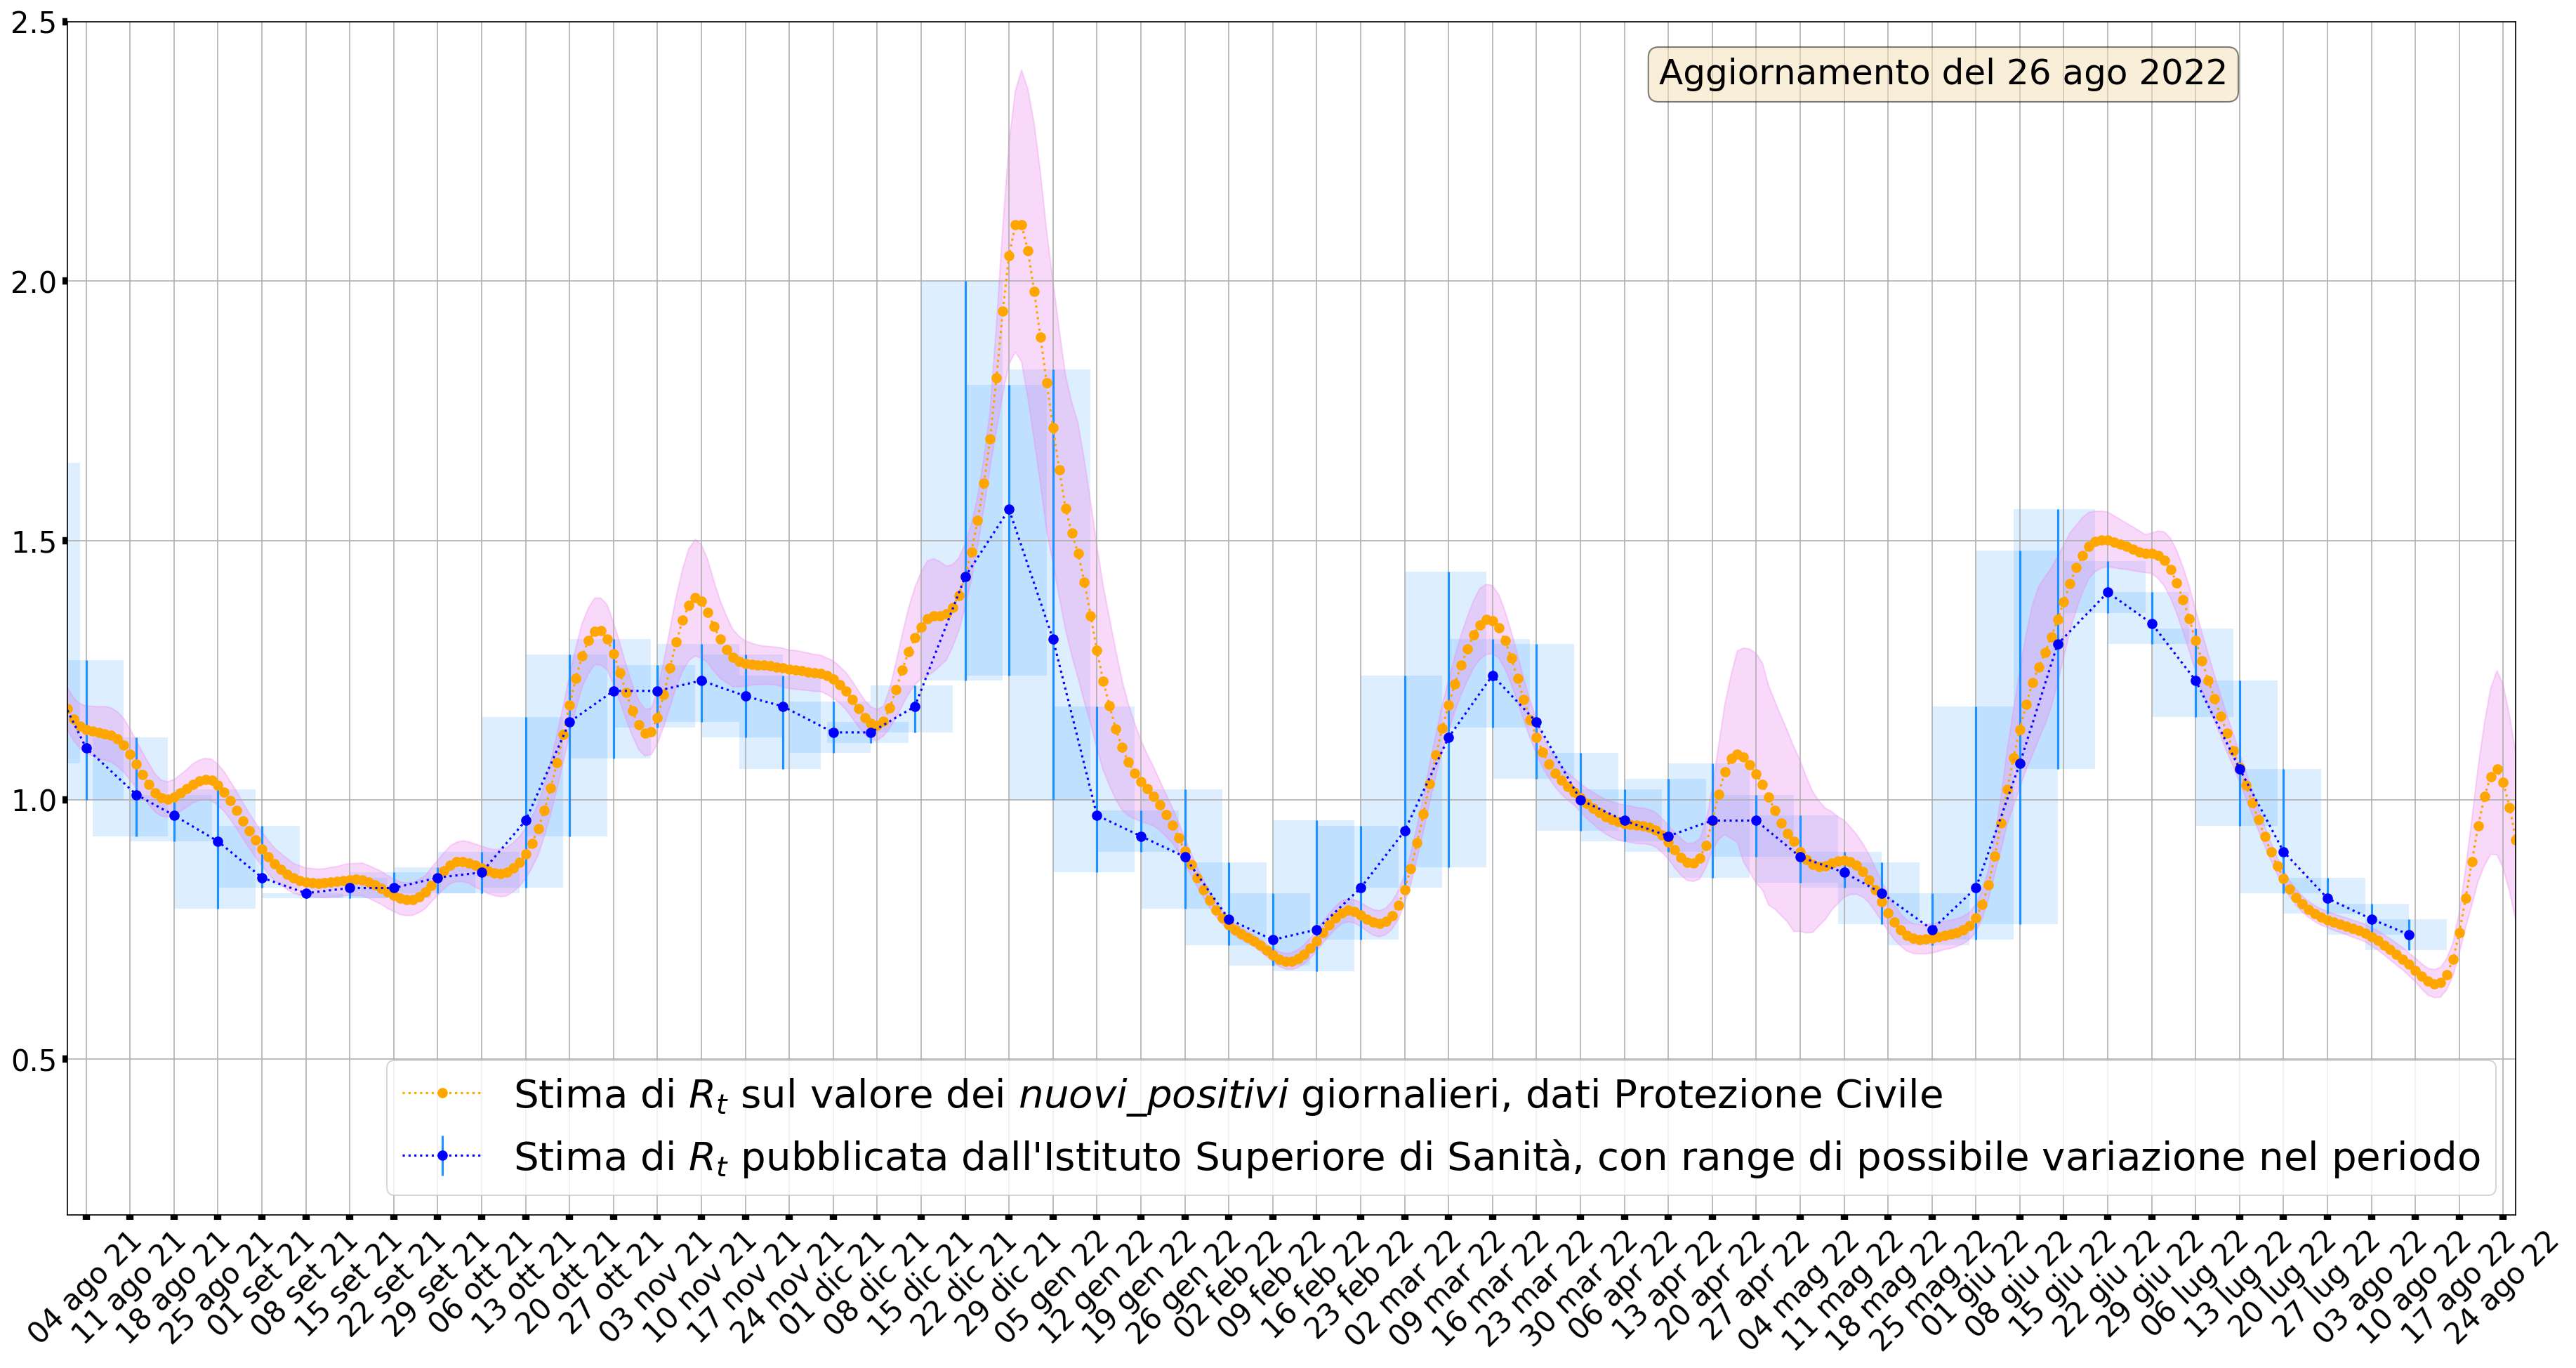 2.5
2.0
1.5
1.0
0.5
Aggiornamento del 26 ago 2022
Stima di Rt sul valore dei nuovi_positivi giornalieri, dati Protezione Civile
Stima di Rt pubblicata dall'Istituto Superiore di Sanità, con range di possibile variazione nel periodo
04 ago 21
11 ago 21
18 ago 21
25 ago 21
01 set 21
08 set 21
15 set 21
22 set 21
29 set 21
06 ott 21
13 ott 21
20 ott 21
27 ott 21
03 nov 21
10 nov 21
17 nov 21
24 nov 21
01 dic 21
08 dic 21
15 dic 21
22 dic 21
29 dic 21
05 gen 22
12 gen 22
19 gen 22
26 gen 22
02 feb 22
09 feb 22
16 feb 22
23 feb 22
02 mar 22
09 mar 22
16 mar 22
23 mar 22
30 mar 22
06 apr 22
13 apr 22
20 apr 22
27 apr 22
04 mag 22
11 mag 22
18 mag 22
25 mag 22
01 giu 22
08 giu 22
15 giu 22
22 giu 22
29 giu 22
06 lug 22
13 lug 22
20 lug 22
27 lug 22
03 ago 22
10 ago 22
17 ago 22
24 ago 22